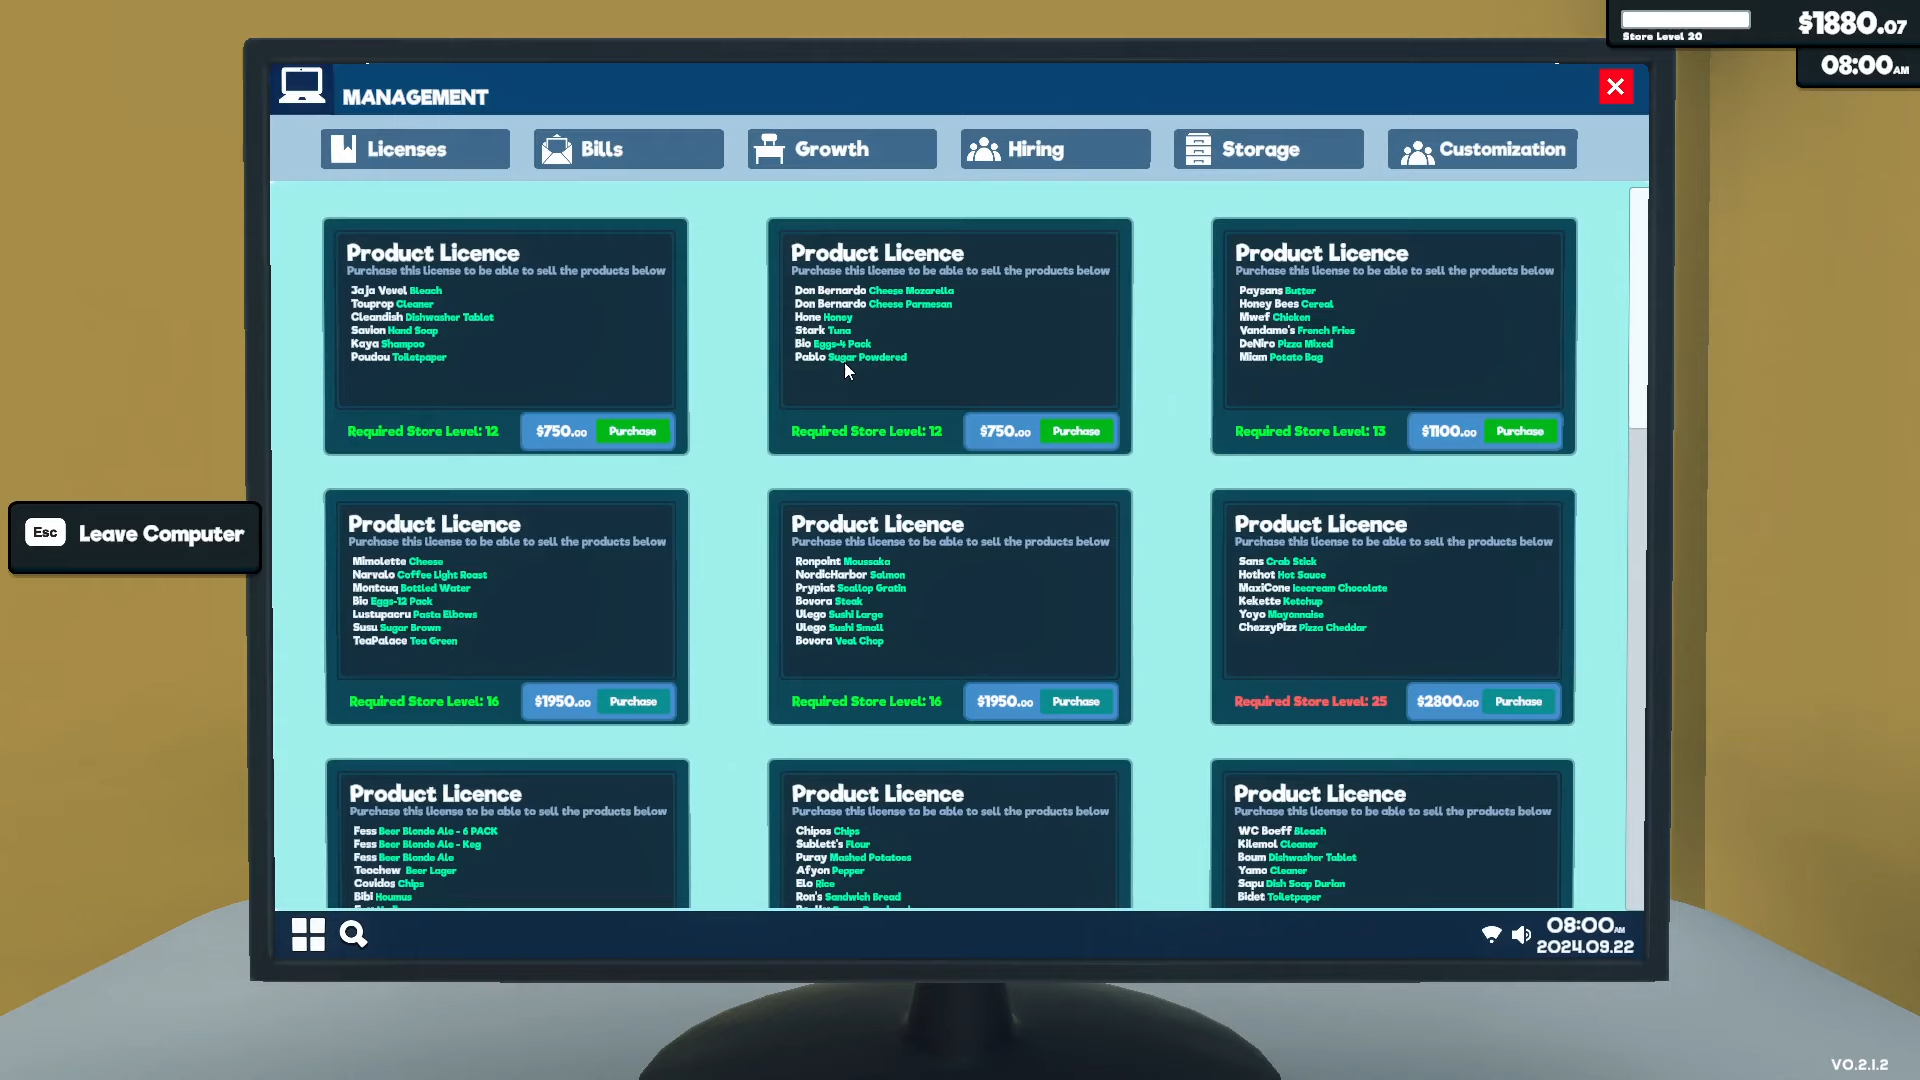 Store Level 20
$1880.07
08:00AM
MANAGEMENT
Licenses
Bills
Growth
Hiring
Storage
Customization
Product Licence
Purchase this license to be able to sell the products below
Jaja Vevel Bleach
Touprop Cleaner
Cleandish Dishwasher Tablet
Savion Hand Soap
Kaya Shampoo
Poudou Toiletpaper
Required Store Level: 12
$750.00
Purchase
Product Licence
Purchase this license to be able to sell the products below
Don Bernardo Cheese Mozarella
Don Bernardo Cheese Parmesan
Hone Honey
Stark Tuna
Bio Eggs-4 Pack
Pablo Sugar Powdered
Required Store Level: 12
$750.00
Purchase
Product Licence
Purchase this license to be able to sell the products below
Paysans Butter
Honey Bees Cereal
Mwef Chicken
Vandame's French Fries
DeNiro Pizza Mixed
Miam Potato Bag
Required Store Level: 13
$1100.00
Purchase
Esc Leave Computer
Product Licence
Purchase this license to be able to sell the products below
Mimolette Cheese
Narvalo Coffee Light Roast
Montcuq Bottled Water
Bio Eggs-12 Pack
Lustupacru Pasta Elbows
Susu Sugar Brown
TeaPalace Tea Green
Required Store Level: 16
$1950.00
Purchase
Product Licence
Purchase this license to be able to sell the products below
Ronpoint Moussaka
NordicHarbor Salmon
Prypiat Scallop Gratin
Bovora Steak
Ulego Sushi Large
Ulego Sushi Small
Bovora Veal Chop
Required Store Level: 16
$1950.00
Purchase
Product Licence
Purchase this license to be able to sell the products below
Sans Crab Stick
Hothot Hot Sauce
MaxiCone Icecream Chocolate
Kekette Ketchup
Yoyo Mayonnaise
ChezzyPizz Pizza Cheddar
Required Store Level: 25
$2800.00
Purchase
Product Licence
Purchase this license to be able to sell the products below
Fess Beer Blonde Ale - 6 PACK
Fess Beer Blonde Ale - Keg
Fess Beer Blonde Ale
Teochew Beer Lager
Covidos Chips
Bibi Houmus
Product Licence
Purchase this license to be able to sell the products below
Chipos Chips
Sublett's Flour
Puray Mashed Potatoes
Afyon Pepper
Elo Rice
Ron's Sandwich Bread
Product Licence
Purchase this license to be able to sell the products below
WC Boeff Bleach
Kilemol Cleaner
Boum Dishwasher Tablet
Yamo Cleaner
Sapu Dish Soap Durian
Bidet Toiletpaper
08:00AM
2024.09.22
V0.2.1.2